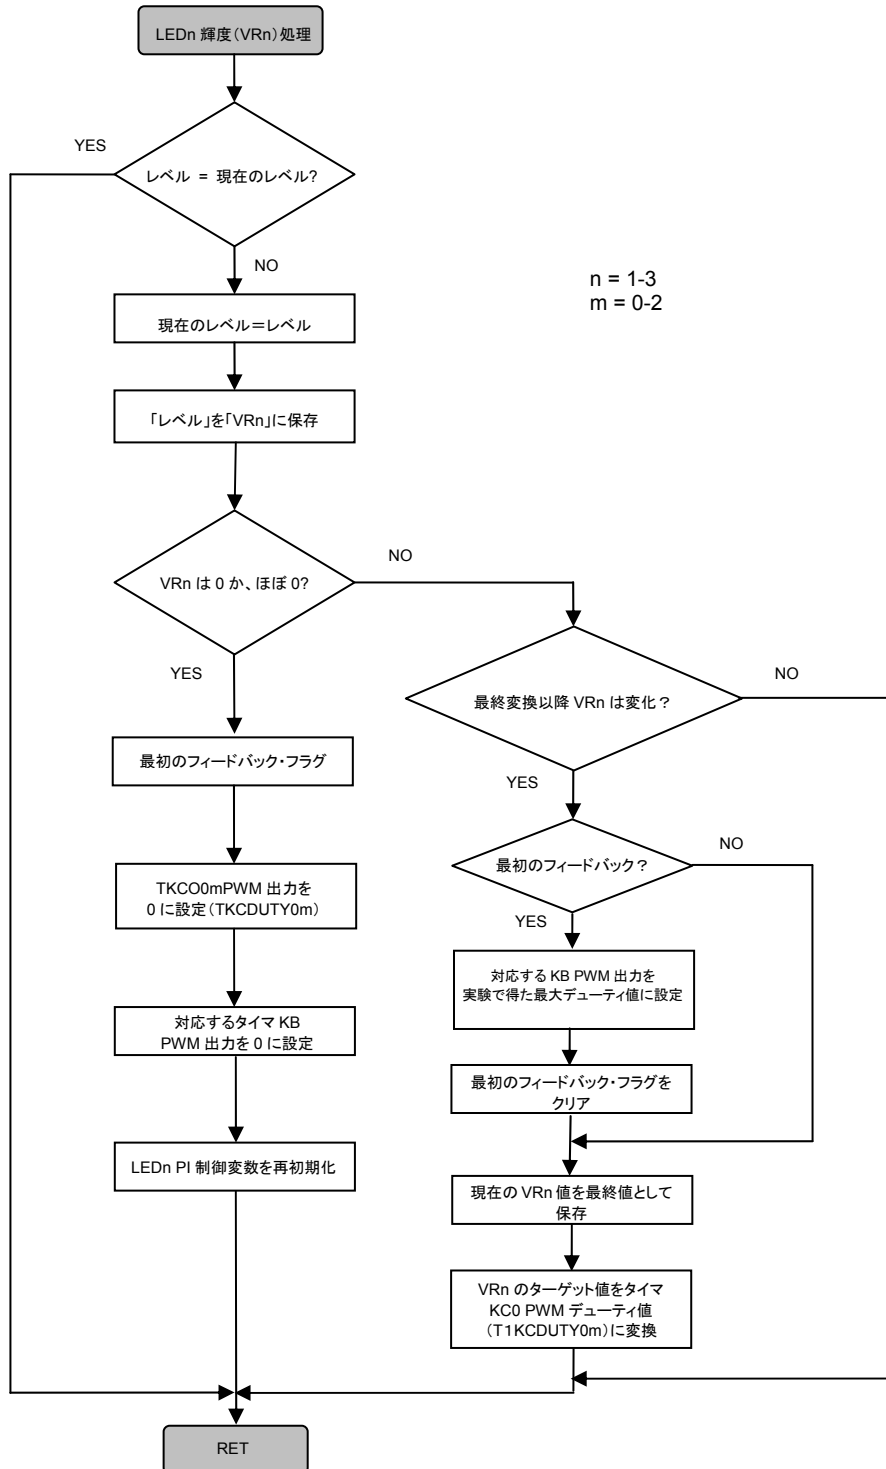 LEDn 輝度(VRn)処理
YES
レベル = 現在のレベル?
NO
n = 1-3
m = 0-2
現在のレベル=レベル
「レベル」を「VRn」に保存
VRn は 0 か、ほぼ 0?
NO
YES
最終変換以降 VRn は変化?
NO
最初のフィードバック・フラグ
YES
最初のフィードバック?
NO
TKCO0mPWM 出力を
0 に設定(TKCDUTY0m)
YES
対応する KB PWM 出力を
実験で得た最大デューティ値に設定
対応するタイマ KB
PWM 出力を 0 に設定
最初のフィードバック・フラグを
クリア
LEDn PI 制御変数を再初期化
現在の VRn 値を最終値として
保存
VRn のターゲット値をタイマ
KC0 PWM デューティ値
(T1KCDUTY0m)に変換
RET